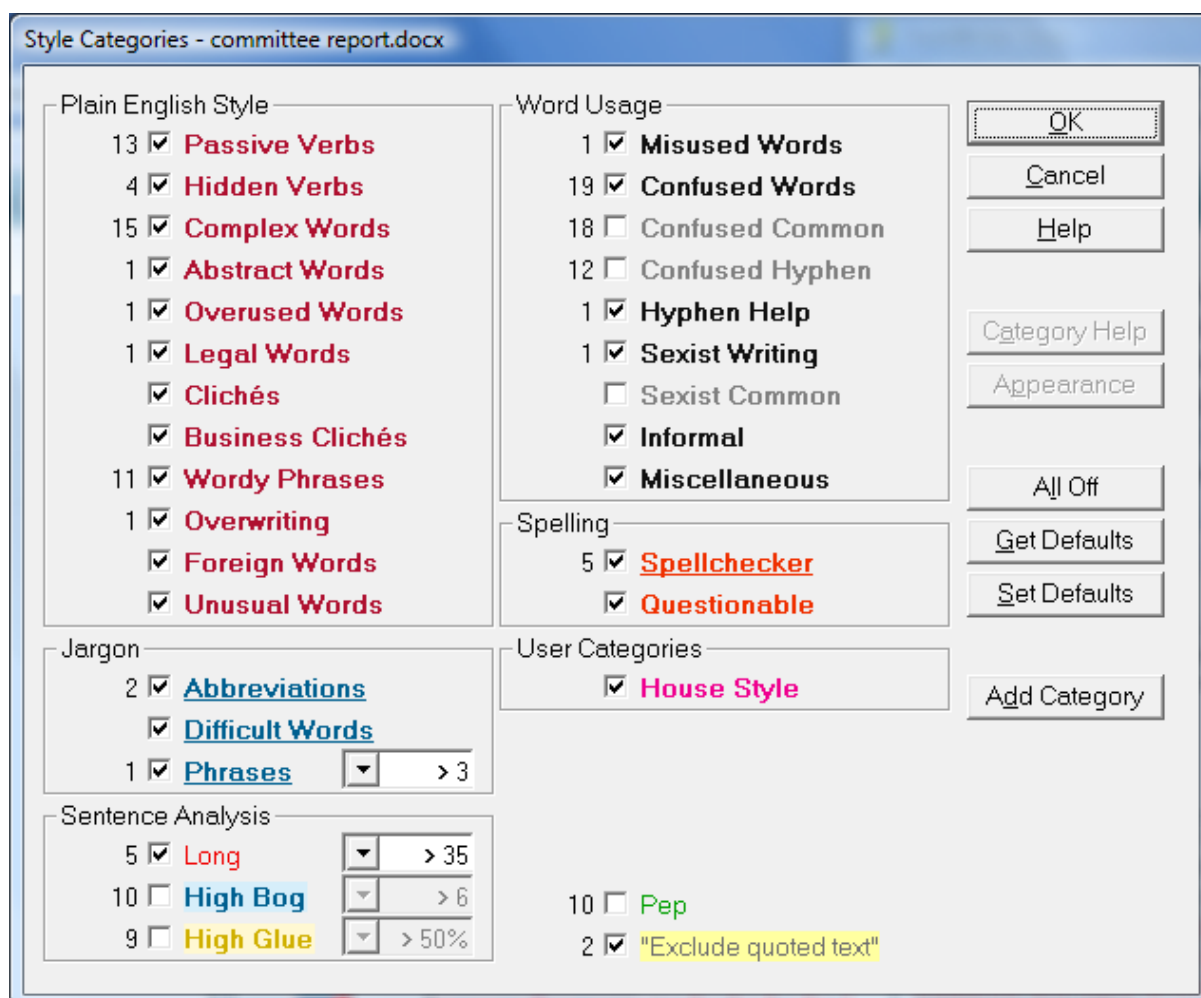 Style Categories - committee report.docx
Plain English Style
13 Passive Verbs
4 Hidden Verbs
15 Complex Words
1 Abstract Words
1 Overused Words
1 Legal Words
Clichés
Business Clichés
11 Wordy Phrases
1 Overwriting
Foreign Words
Unusual Words
Jargon
2 Abbreviations
Difficult Words
1 Phrases > 3
Sentence Analysis
5 Long > 35
10 High Bog > 6
9 High Glue > 50%
Word Usage
1 Misused Words
19 Confused Words
18 Confused Common
12 Confused Hyphen
1 Hyphen Help
1 Sexist Writing
Sexist Common
Informal
Miscellaneous
Spelling
5 Spellchecker
Questionable
User Categories
House Style
10 Pep
2 "Exclude quoted text"
OK
Cancel
Help
Category Help
Appearance
All Off
Get Defaults
Set Defaults
Add Category